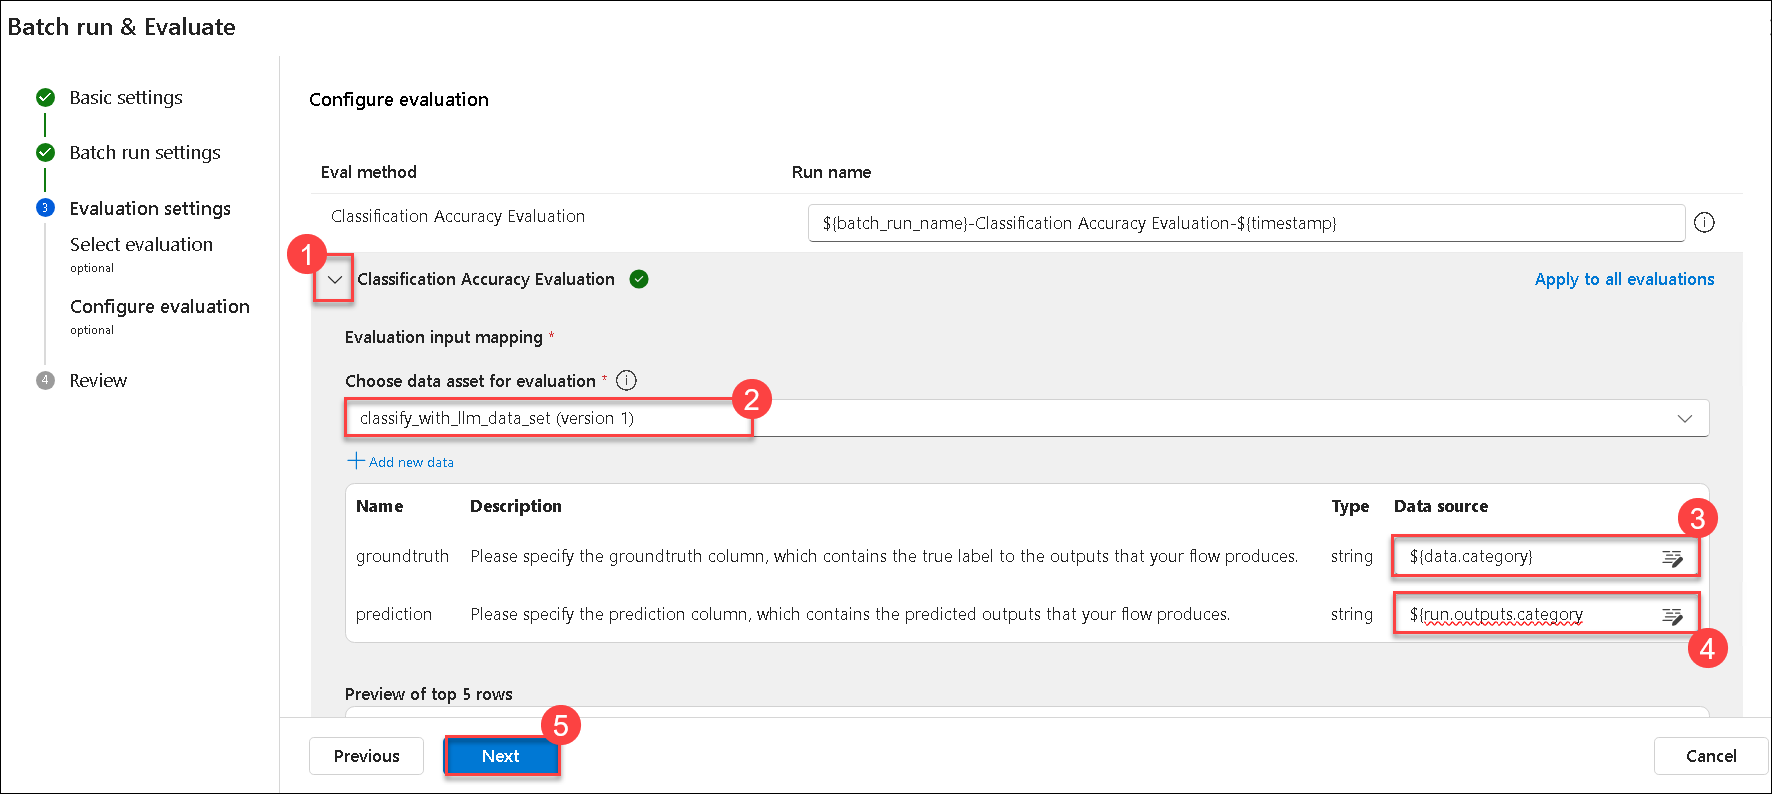 Batch run & Evaluate
Basic settings
Batch run settings
3 Evaluation settings
Select evaluation
optional
Configure evaluation
optional
4 Review
Configure evaluation
Eval method Run name
Classification Accuracy Evaluation ${batch_run_name}-Classification Accuracy Evaluation-${timestamp}
1
Classification Accuracy Evaluation Apply to all evaluations
Evaluation input mapping *
Choose data asset for evaluation *
2
classify_with_llm_data_set (version 1)
Add new data
Name Description Type Data source
3
groundtruth Please specify the groundtruth column, which contains the true label to the outputs that your flow produces. string ${data.category}
prediction Please specify the prediction column, which contains the predicted outputs that your flow produces. string ${run.outputs.category
4
Preview of top 5 rows
5
Previous Next Cancel